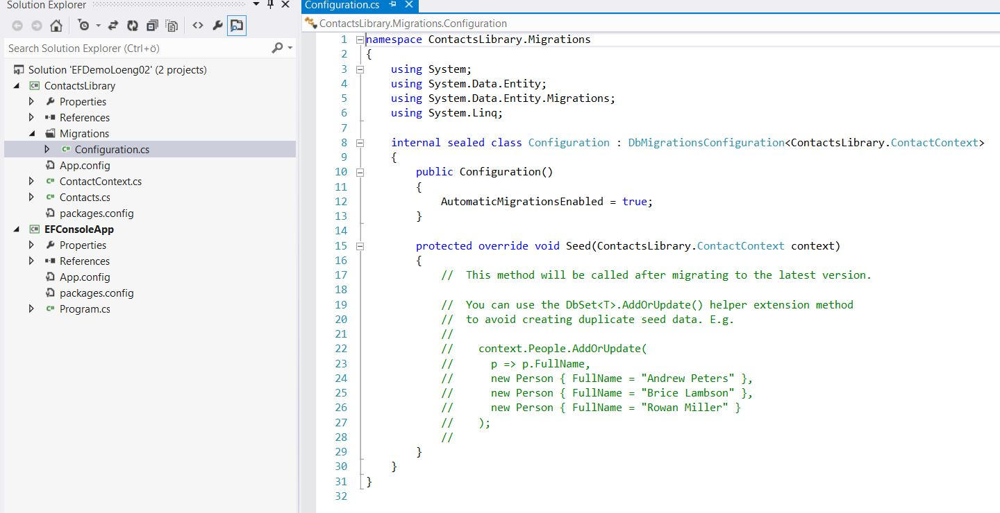 Solution Explorer
Search Solution Explorer (Ctrl+ö)
Solution 'EFDemoLoeng02' (2 projects)
ContactsLibrary
Properties
References
Migrations
Configuration.cs
App.config
ContactContext.cs
Contacts.cs
packages.config
EFConsoleApp
Properties
References
App.config
packages.config
Program.cs
Configuration.cs
ContactsLibrary.Migrations.Configuration
1 namespace ContactsLibrary.Migrations
2 {
3     using System;
4     using System.Data.Entity;
5     using System.Data.Entity.Migrations;
6     using System.Linq;
7
8     internal sealed class Configuration : DbMigrationsConfiguration<ContactsLibrary.ContactContext>
9     {
10         public Configuration()
11         {
12             AutomaticMigrationsEnabled = true;
13         }
14
15         protected override void Seed(ContactsLibrary.ContactContext context)
16         {
17             //  This method will be called after migrating to the latest version.
18
19             //  You can use the DbSet<T>.AddOrUpdate() helper extension method
20             //  to avoid creating duplicate seed data. E.g.
21             //
22             //    context.People.AddOrUpdate(
23             //      p => p.FullName,
24             //      new Person { FullName = "Andrew Peters" },
25             //      new Person { FullName = "Brice Lambson" },
26             //      new Person { FullName = "Rowan Miller" }
27             //    );
28             //
29         }
30     }
31 }
32